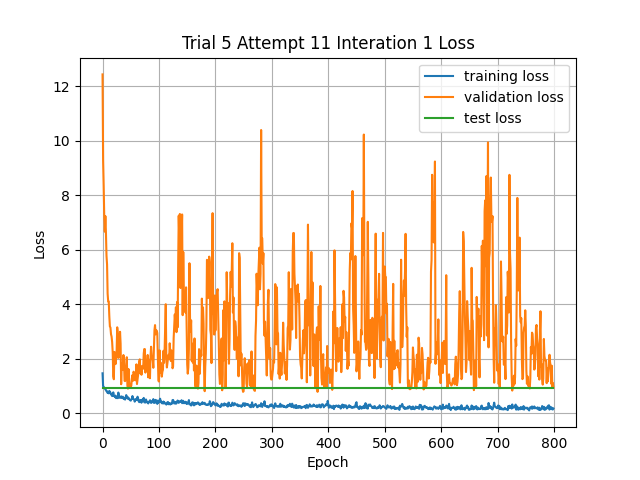 Trial 5 Attempt 11 Interation 1 Loss
training loss
validation loss
test loss
Loss
12
10
8
6
4
2
0
0 100 200 300 400 500 600 700 800
Epoch